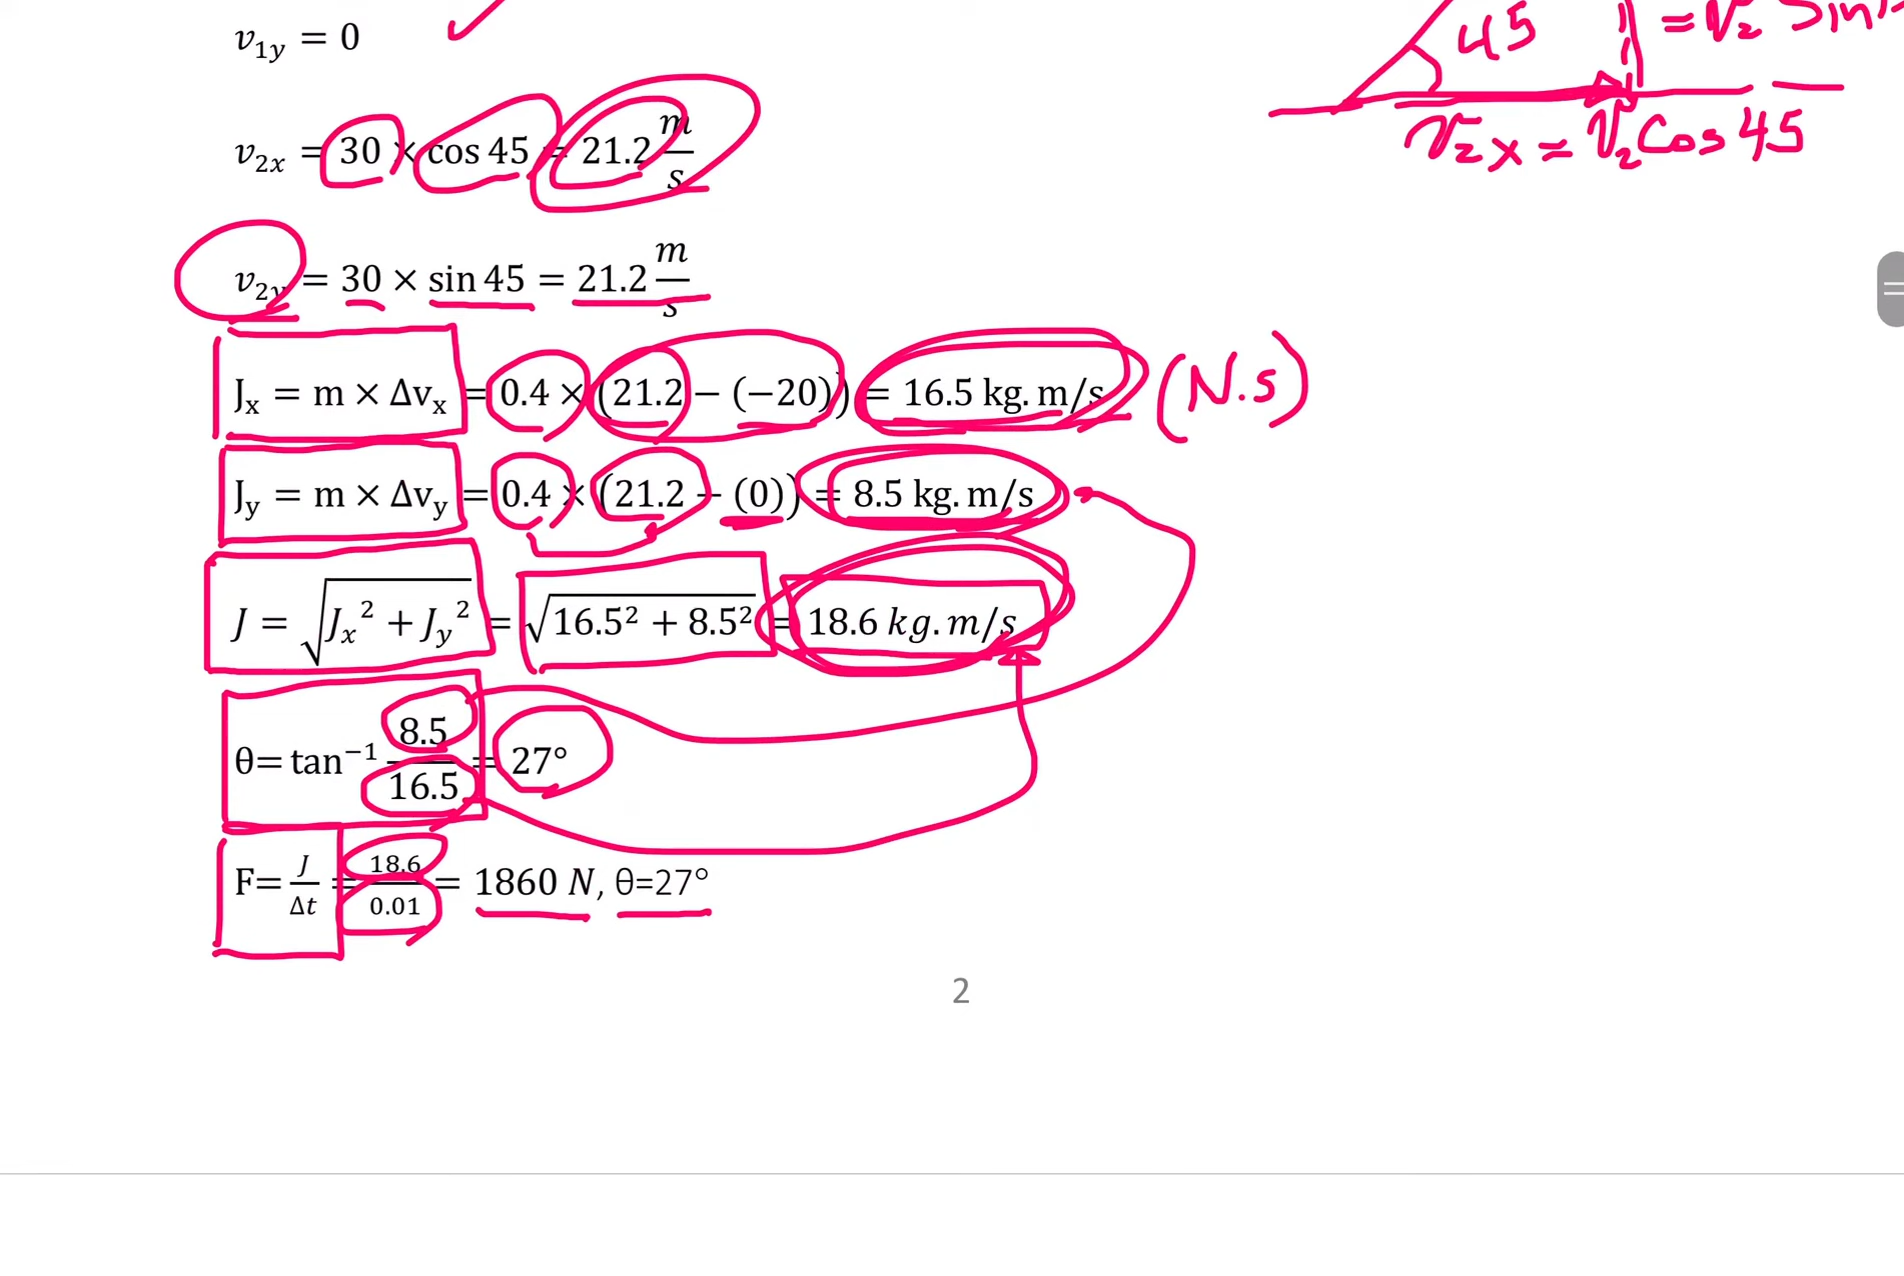 v₁y = 0
45
= v₂ Sin
v₂ₓ = 30 × cos 45 = 21.2 m/s
v₂x = v₂ Cos 45
v₂y = 30 × sin 45 = 21.2 m/s
Jₓ = m × Δvₓ = 0.4 × (21.2 − (−20)) = 16.5 kg. m/s (N.s)
Jy = m × Δvy = 0.4 × (21.2 − (0)) = 8.5 kg. m/s
J = √(Jₓ² + Jy²) = √(16.5² + 8.5²) = 18.6 kg. m/s
θ= tan⁻¹ 8.5/16.5 = 27°
F= J/Δt = 18.6/0.01 = 1860 N, θ=27°
2